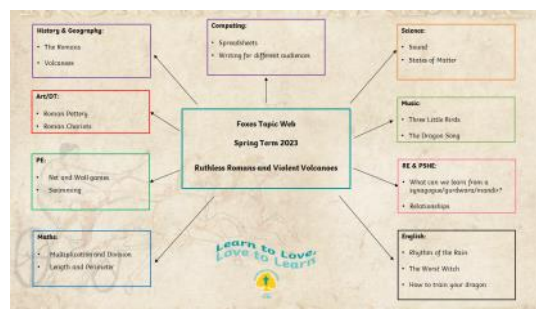 History & Geography:
• The Romans
• Volcanoes
Computing:
• Spreadsheets
• Writing for different audiences
Science:
• Sound
• States of Matter
Art/DT:
• Roman Pottery
• Roman Chariots
Foxes Topic Web
Spring Term 2023
Ruthless Romans and Violent Volcanoes
Music:
• Three Little Birds
• The Dragon Song
PE:
• Net and Wall games
• Swimming
RE & PSHE:
• What can we learn from a
synagogue/gurdwara/mandir?
• Relationships
Maths:
• Multiplication and Division
• Length and Perimeter
English:
• Rhythm of the Rain
• The Worst Witch
• How to train your dragon
Learn to Love,
Love to Learn